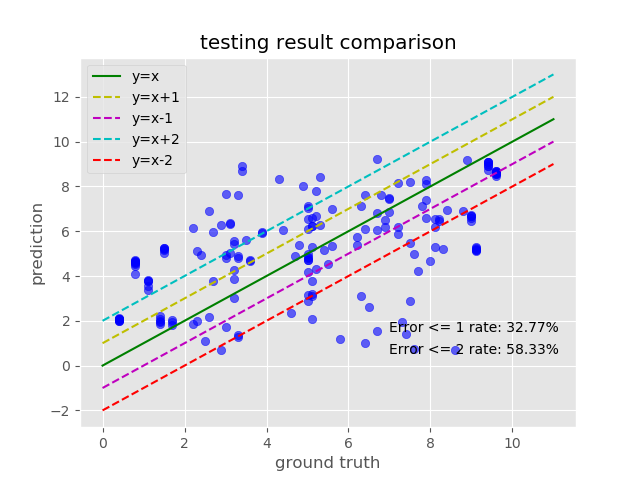 testing result comparison
y=x
y=x+1
y=x-1
y=x+2
y=x-2
12
10
8
6
4
2
0
−2
prediction
Error <= 1 rate: 32.77%
Error <= 2 rate: 58.33%
0 2 4 6 8 10
ground truth